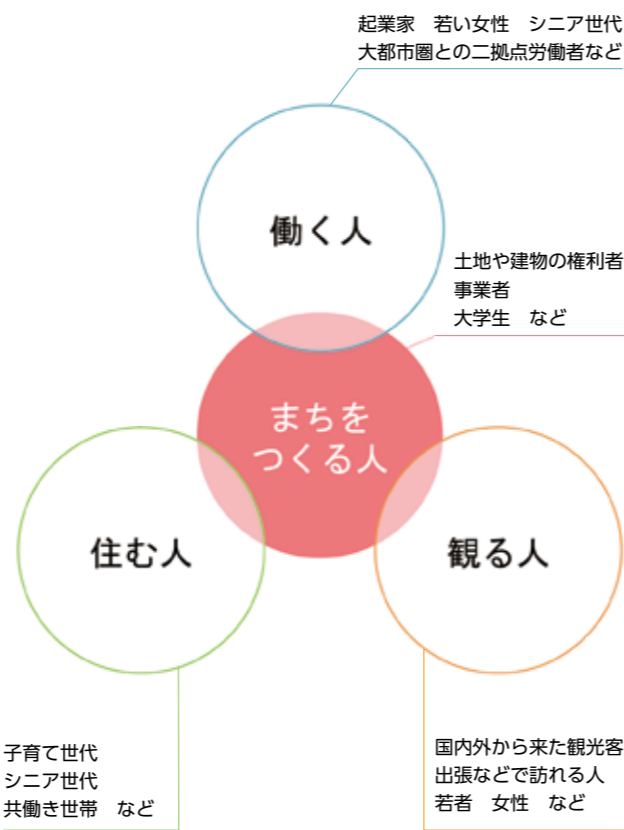 起業家　若い女性　シニア世代
大都市圏との二拠点労働者など
働く人
土地や建物の権利者
事業者
大学生　など
まちを
つくる人
住む人
観る人
子育て世代
シニア世代
共働き世帯　など
国内外から来た観光客
出張などで訪れる人
若者　女性　など